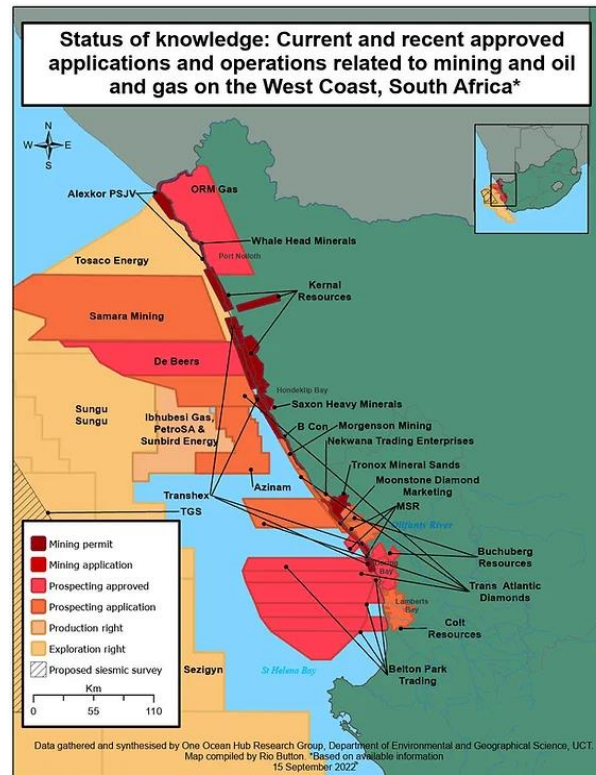 Status of knowledge: Current and recent approved
applications and operations related to mining and oil
and gas on the West Coast, South Africa*
N
W E
S
ORM Gas
Alexkor PSJV
Whale Head Minerals
Port Nolloth
Tosaco Energy
Kernal
Resources
Samara Mining
De Beers
Hondeklip Bay
Saxon Heavy Minerals
Sungu
Sungu
Ibhubesi Gas,
PetroSA &
Sunbird Energy
B Con
Morgenson Mining
Nekwana Trading Enterprises
Tronox Mineral Sands
Azinam
Moonstone Diamond
Marketing
Transhex
MSR
TGS
Olifants River
Buchuberg
Resources
Bay
Trans Atlantic
Diamonds
Lamberts
Bay
Colt
Resources
Belton Park
Trading
St Helena Bay
Sezigyn
Mining permit
Mining application
Prospecting approved
Prospecting application
Production right
Exploration right
Proposed siesmic survey
Km
0 55 110
Data gathered and synthesised by One Ocean Hub Research Group, Department of Environmental and Geographical Science, UCT.
Map compiled by Rio Button. *Based on available information
15 September 2022*